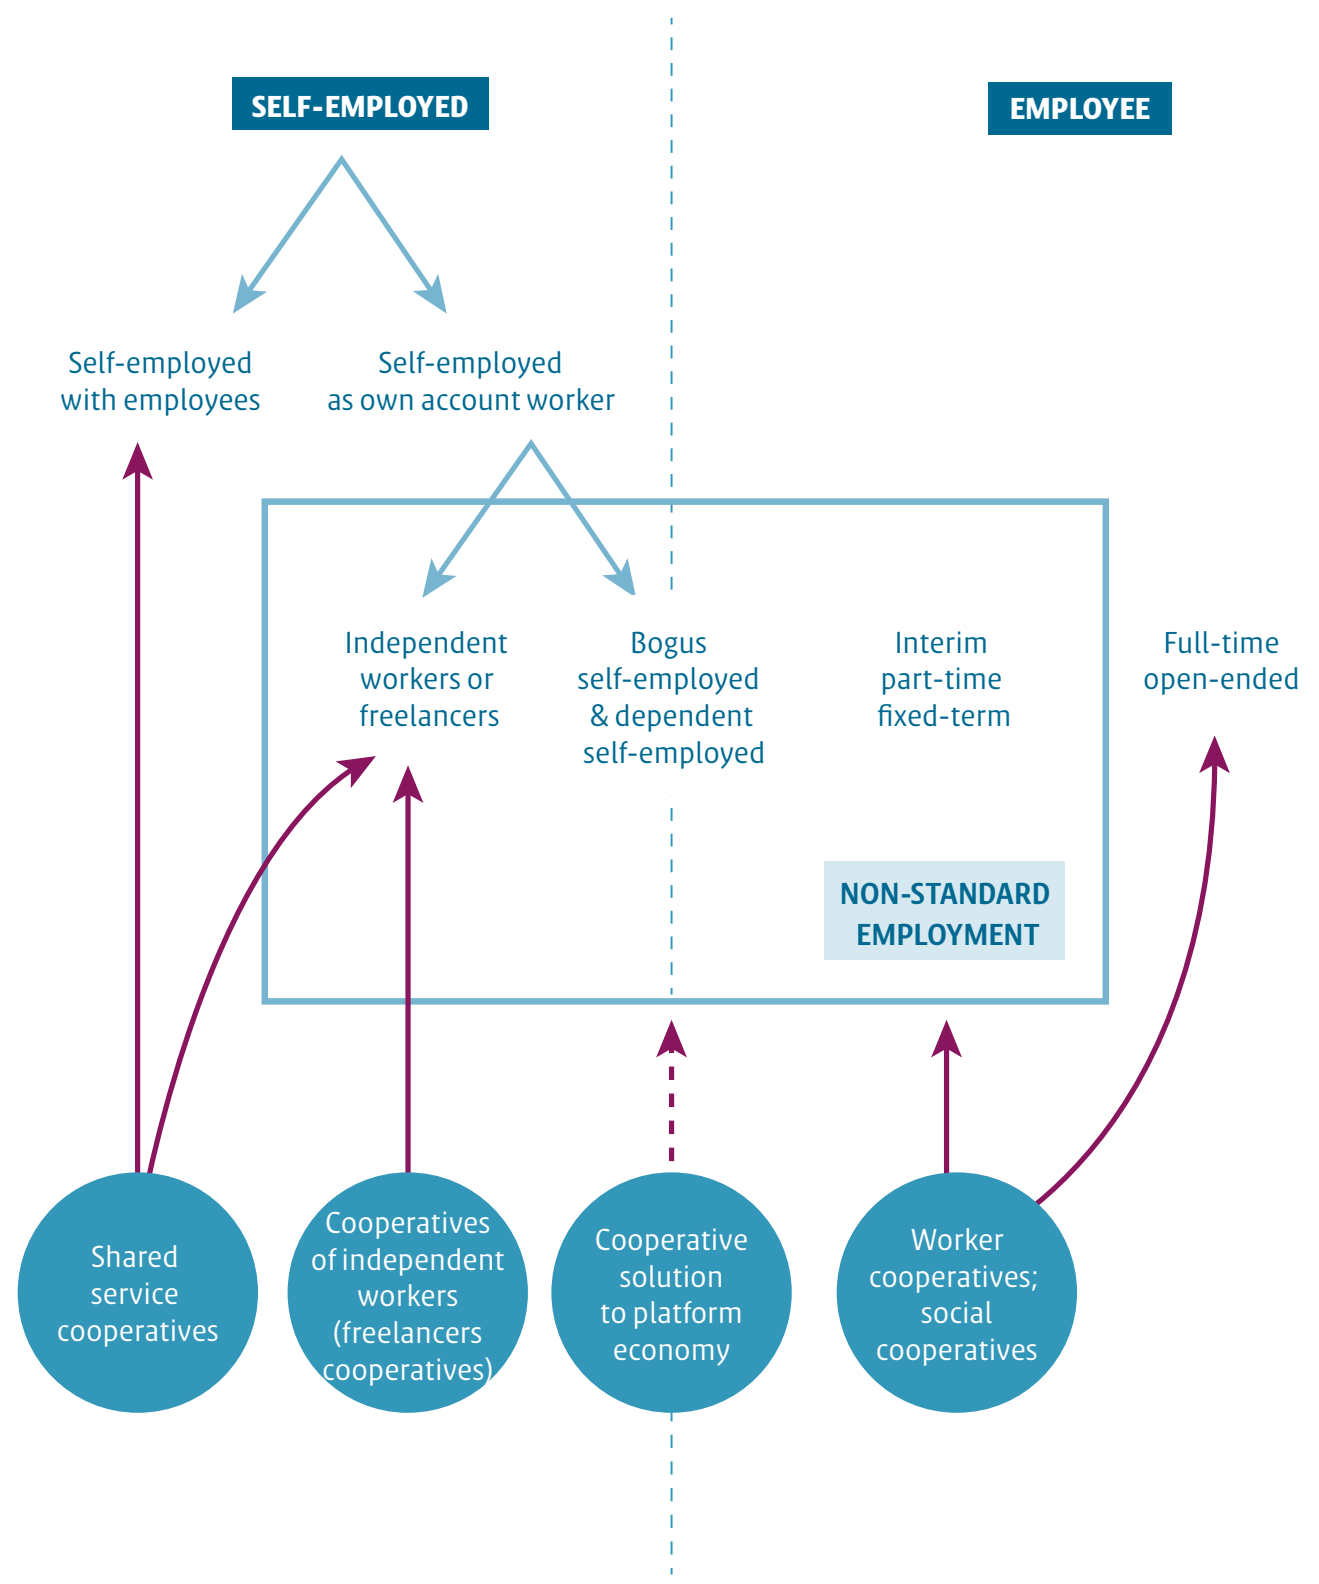 SELF-EMPLOYED
EMPLOYEE
Self-employed
with employees
Self-employed
as own account worker
Independent
workers or
freelancers
Bogus
self-employed
& dependent
self-employed
Interim
part-time
fixed-term
Full-time
open-ended
NON-STANDARD
EMPLOYMENT
Shared
service
cooperatives
Cooperatives
of independent
workers
(freelancers
cooperatives)
Cooperative
solution
to platform
economy
Worker
cooperatives;
social
cooperatives